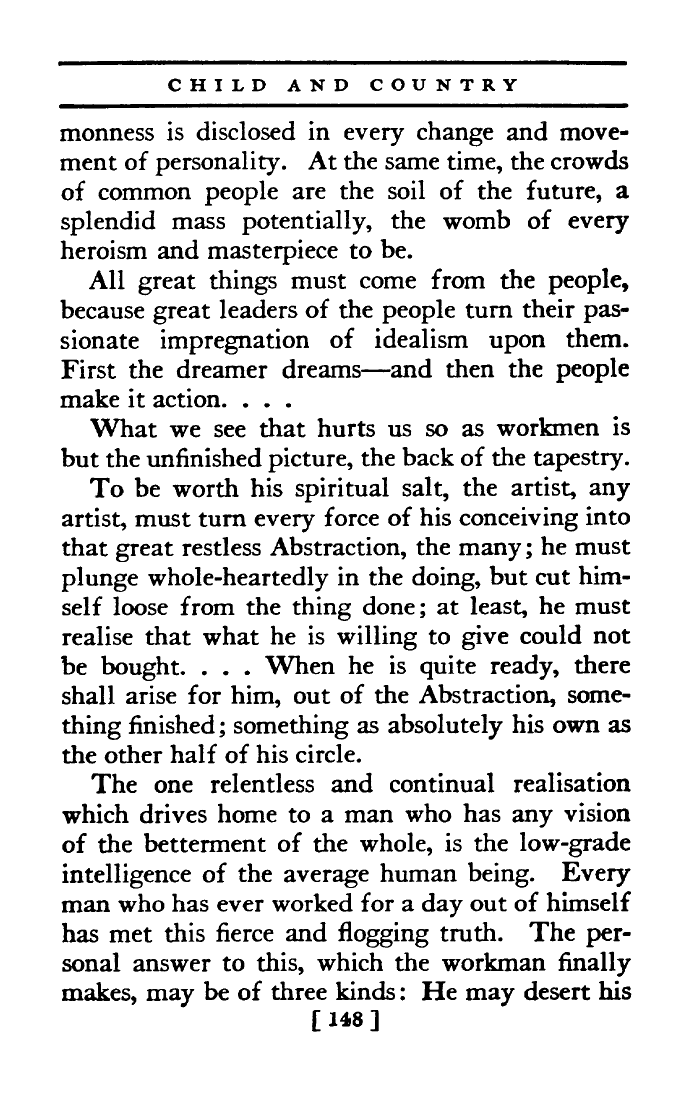 CHILD AND COUNTRY
monness is disclosed in every change and move-
ment of personality. At the same time, the crowds
of common people are the soil of the future, a
splendid mass potentially, the womb of every
heroism and masterpiece to be.
All great things must come from the people,
because great leaders of the people turn their pas-
sionate impregnation of idealism upon them.
First the dreamer dreams—and then the people
make it action. . . .
What we see that hurts us so as workmen is
but the unfinished picture, the back of the tapestry.
To be worth his spiritual salt, the artist, any
artist, must turn every force of his conceiving into
that great restless Abstraction, the many; he must
plunge whole-heartedly in the doing, but cut him-
self loose from the thing done; at least, he must
realise that what he is willing to give could not
be bought. . . . When he is quite ready, there
shall arise for him, out of the Abstraction, some-
thing finished; something as absolutely his own as
the other half of his circle.
The one relentless and continual realisation
which drives home to a man who has any vision
of the betterment of the whole, is the low-grade
intelligence of the average human being. Every
man who has ever worked for a day out of himself
has met this fierce and flogging truth. The per-
sonal answer to this, which the workman finally
makes, may be of three kinds: He may desert his
[ 148 ]